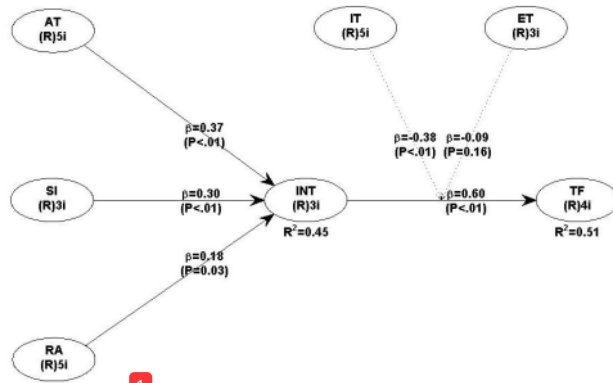 AT
(R)5i
IT
(R)5i
ET
(R)3i
β=0.37
(P<.01)
β=-0.38
(P<.01)
β=-0.09
(P=0.16)
SI
(R)3i
β=0.30
(P<.01)
INT
(R)3i
R²=0.45
β=0.60
(P<.01)
TF
(R)4i
R²=0.51
β=0.18
(P=0.03)
RA
(R)5i